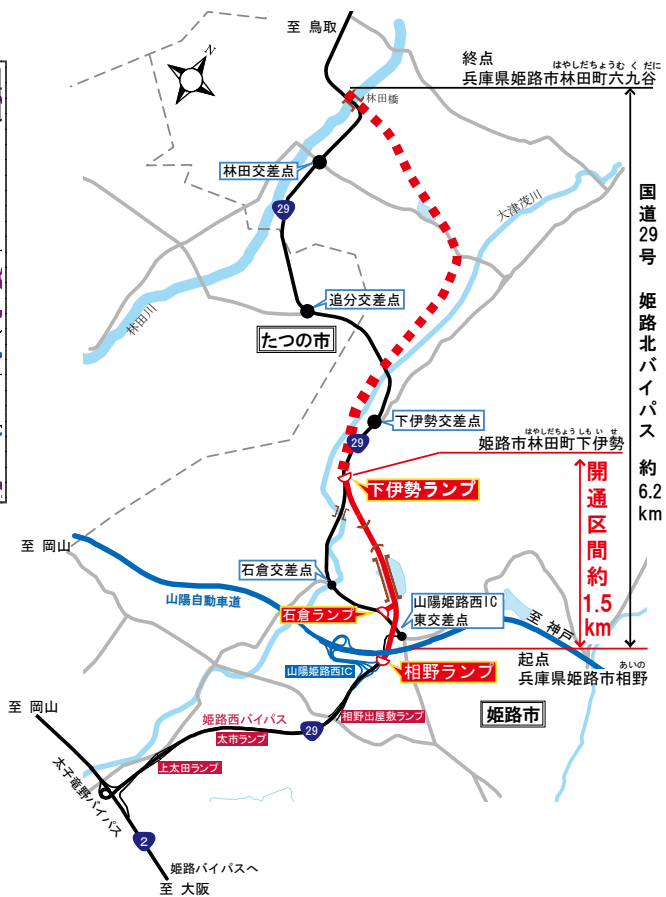 至 鳥取
N
終点
はやしだちょうむくだに
兵庫県姫路市林田町六九谷
林田橋
林田交差点
29
大津茂川
国道29号 姫路北バイパス 約6.2km
林田川
追分交差点
たつの市
下伊勢交差点
29
はやしだちょうしもいせ
姫路市林田町下伊勢
下伊勢ランプ
開通区間約1.5km
至 岡山
石倉交差点
山陽自動車道
石倉ランプ
山陽姫路西IC
東交差点
至 神戸
山陽姫路西IC
相野ランプ
起点
あいの
兵庫県姫路市相野
姫路市
至 岡山
姫路西バイパス
相野出屋敷ランプ
太市ランプ
29
上太田ランプ
太子竜野バイパス
2
姫路バイパスへ
至 大阪